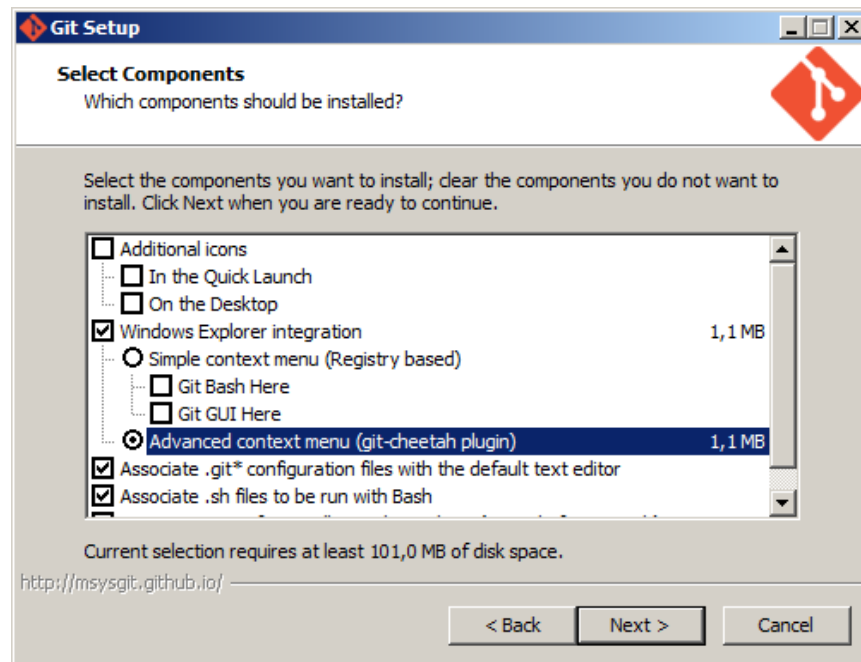 Git Setup
Select Components
Which components should be installed?
Select the components you want to install; clear the components you do not want to
install. Click Next when you are ready to continue.
Additional icons
In the Quick Launch
On the Desktop
Windows Explorer integration 1,1 MB
Simple context menu (Registry based)
Git Bash Here
Git GUI Here
Advanced context menu (git-cheetah plugin) 1,1 MB
Associate .git* configuration files with the default text editor
Associate .sh files to be run with Bash
Current selection requires at least 101,0 MB of disk space.
http://msysgit.github.io/
< Back Next > Cancel